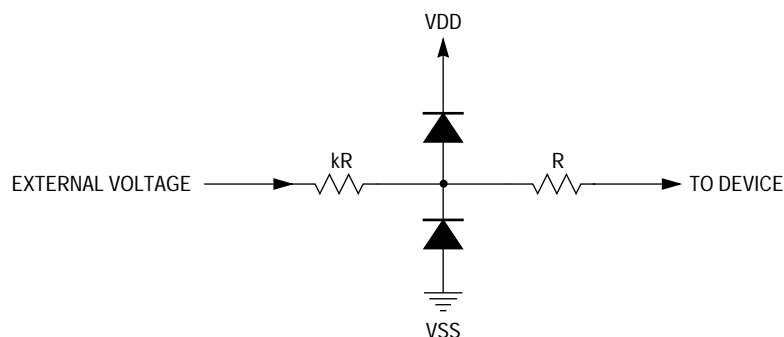 VDD
kR
R
EXTERNAL VOLTAGE
TO DEVICE
VSS